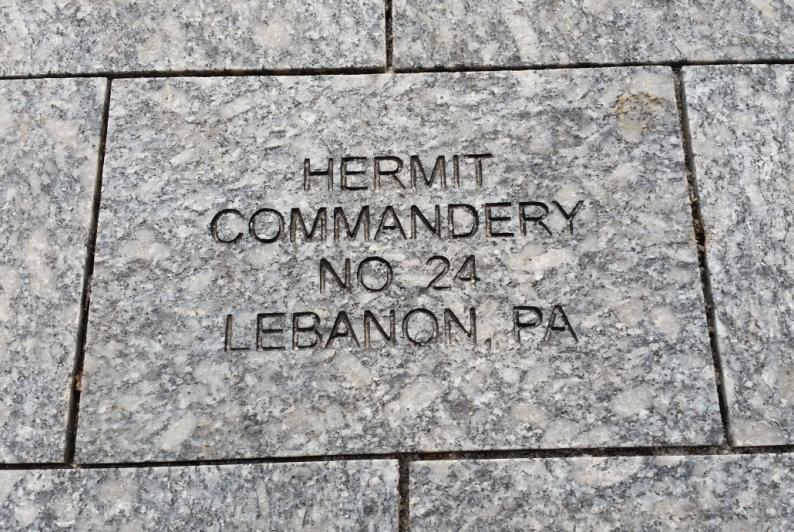 HERMIT
COMMANDERY
NO 24
LEBANON, PA